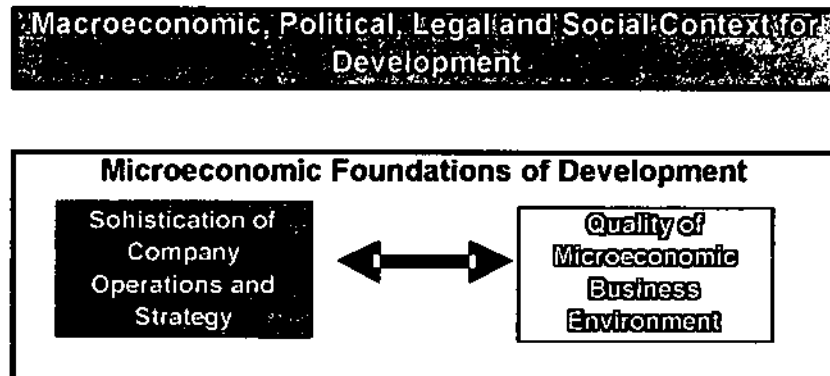 Macroeconomic, Political, Legal and Social Context for
Development
Microeconomic Foundations of Development
Sohistication of
Company
Operations and
Strategy
Quality of
Microeconomic
Business
Environment